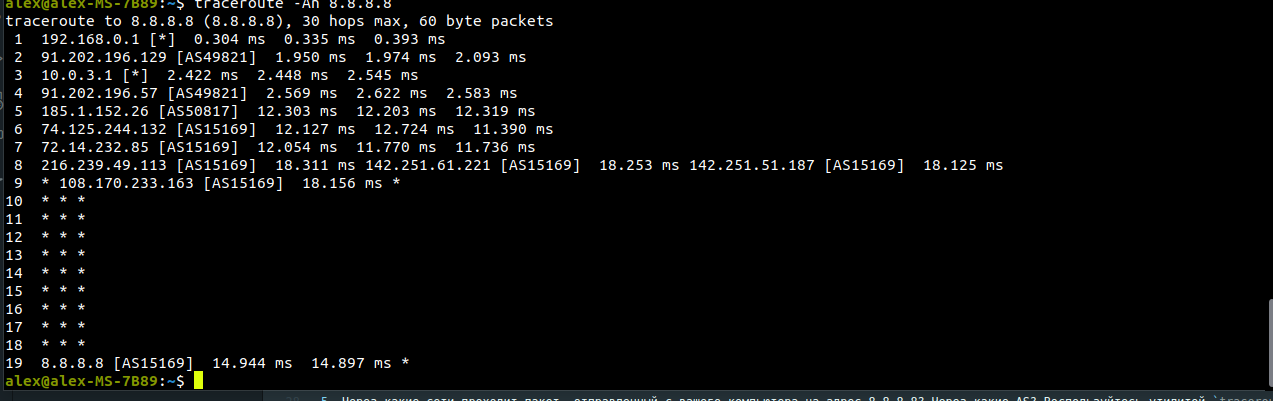 alex@alex-MS-7B89:~$ traceroute -An 8.8.8.8
traceroute to 8.8.8.8 (8.8.8.8), 30 hops max, 60 byte packets
 1  192.168.0.1 [*]  0.304 ms  0.335 ms  0.393 ms
 2  91.202.196.129 [AS49821]  1.950 ms  1.974 ms  2.093 ms
 3  10.0.3.1 [*]  2.422 ms  2.448 ms  2.545 ms
 4  91.202.196.57 [AS49821]  2.569 ms  2.622 ms  2.583 ms
 5  185.1.152.26 [AS50817]  12.303 ms  12.203 ms  12.319 ms
 6  74.125.244.132 [AS15169]  12.127 ms  12.724 ms  11.390 ms
 7  72.14.232.85 [AS15169]  12.054 ms  11.770 ms  11.736 ms
 8  216.239.49.113 [AS15169]  18.311 ms 142.251.61.221 [AS15169]  18.253 ms 142.251.51.187 [AS15169]  18.125 ms
 9  * 108.170.233.163 [AS15169]  18.156 ms *
10  * * *
11  * * *
12  * * *
13  * * *
14  * * *
15  * * *
16  * * *
17  * * *
18  * * *
19  8.8.8.8 [AS15169]  14.944 ms  14.897 ms *
alex@alex-MS-7B89:~$
5. Через какие сети проходит пакет, отправленный с вашего компьютера на адрес 8.8.8.8? Через какие AS? Воспользуйтесь утилитой